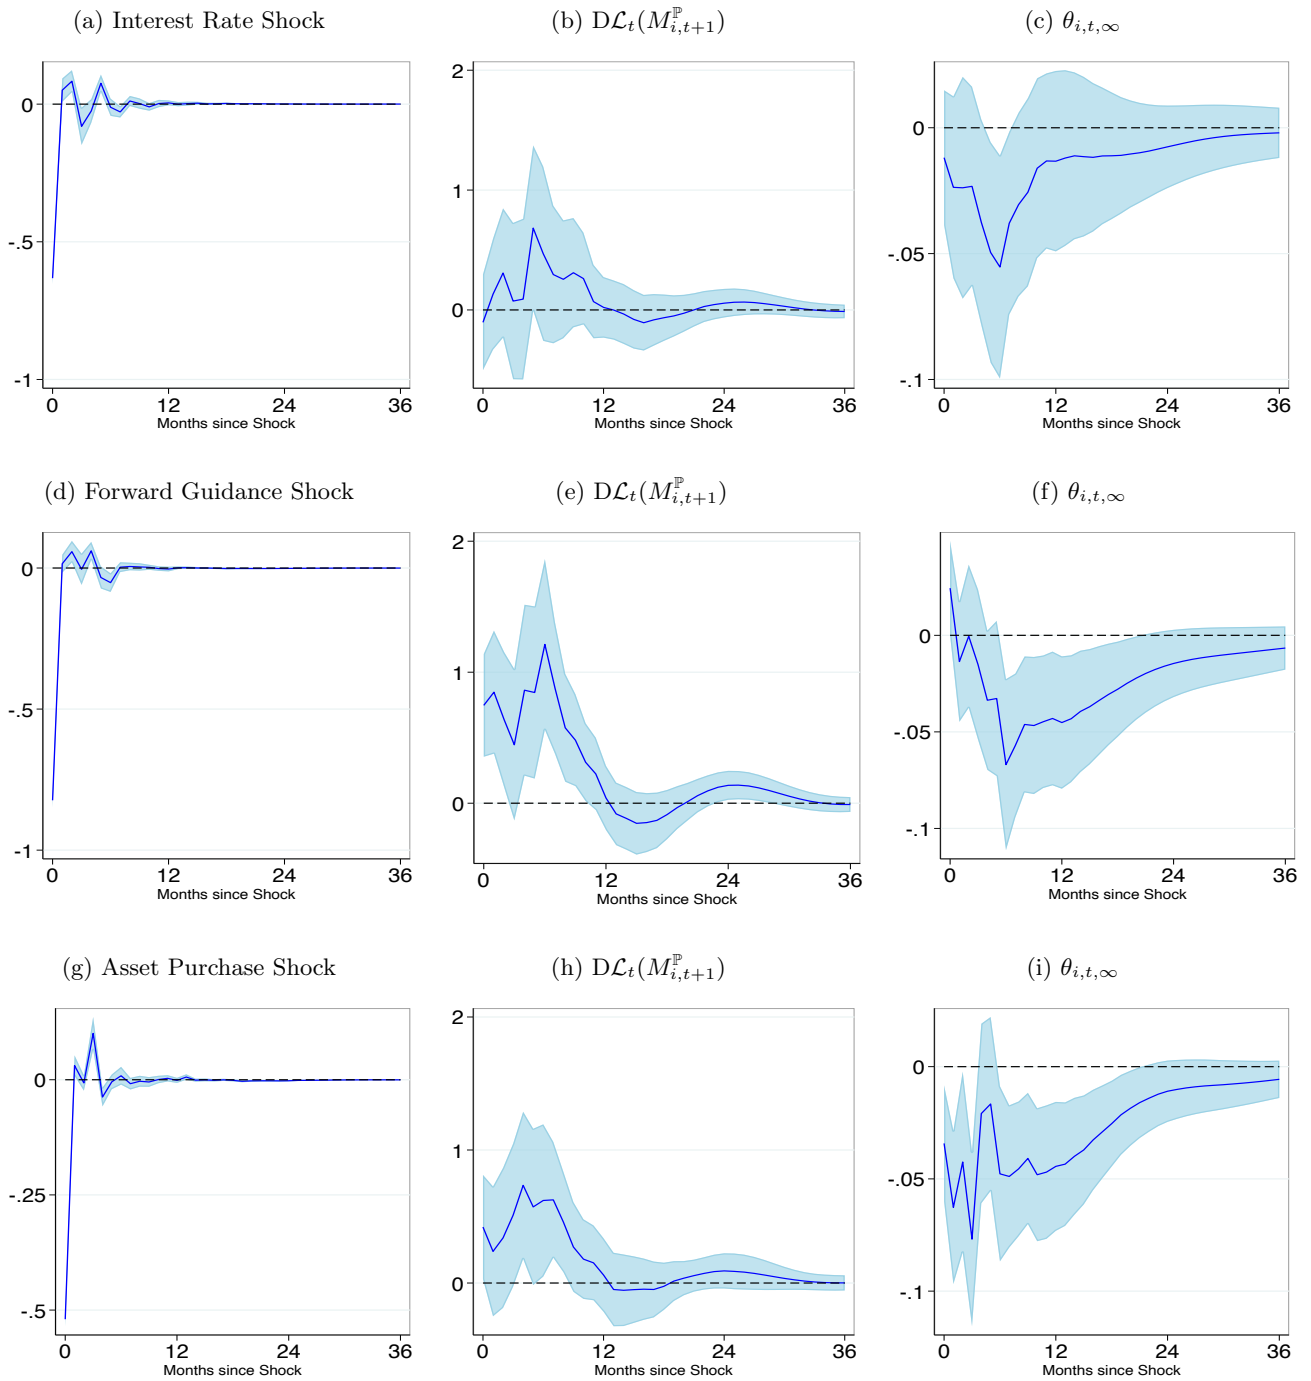 (a) Interest Rate Shock
(b) D𝓛ₜ(M^ℙ_{i,t+1})
(c) θ_{i,t,∞}
0
-.5
-1
0 12 24 36
Months since Shock
2
1
0
0 12 24 36
Months since Shock
0
-.05
-.1
0 12 24 36
Months since Shock
(d) Forward Guidance Shock
(e) D𝓛ₜ(M^ℙ_{i,t+1})
(f) θ_{i,t,∞}
0
-.5
-1
0 12 24 36
Months since Shock
2
1
0
0 12 24 36
Months since Shock
0
-.05
-.1
0 12 24 36
Months since Shock
(g) Asset Purchase Shock
(h) D𝓛ₜ(M^ℙ_{i,t+1})
(i) θ_{i,t,∞}
0
-.25
-.5
0 12 24 36
Months since Shock
2
1
0
0 12 24 36
Months since Shock
0
-.05
-.1
0 12 24 36
Months since Shock